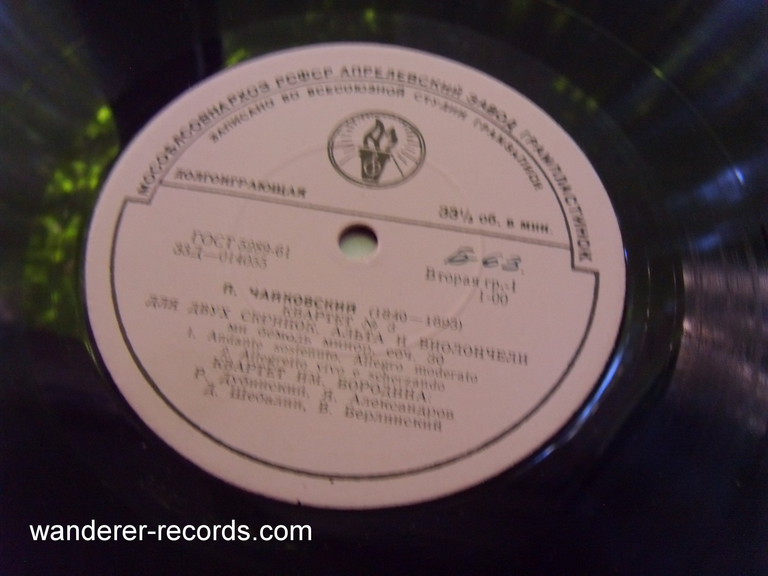 МОСОБЛСОВНАРХОЗ РСФСР АПРЕЛЕВСКИЙ ЗАВОД ГРАМПЛАСТИНОК
ЗАПИСАНО ВО ВСЕСОЮЗНОЙ СТУДИИ ГРАМЗАПИСИ
ДОЛГОИГРАЮЩАЯ
33⅓ об. в мин.
ГОСТ 5289-61
33Д—014055
6-63.
Вторая гр.-1
1-00
П. ЧАЙКОВСКИЙ (1840—1893)
КВАРТЕТ № 3
ДЛЯ ДВУХ СКРИПОК, АЛЬТА И ВИОЛОНЧЕЛИ
ми бемоль минор, соч. 30
1. Andante sostenuto. Allegro moderato
2. Allegretto vivo e scherzando
КВАРТЕТ ИМ. БОРОДИНА:
Р. Дубинский, Я. Александров
Д. Шебалин, В. Берлинский
wanderer-records.com